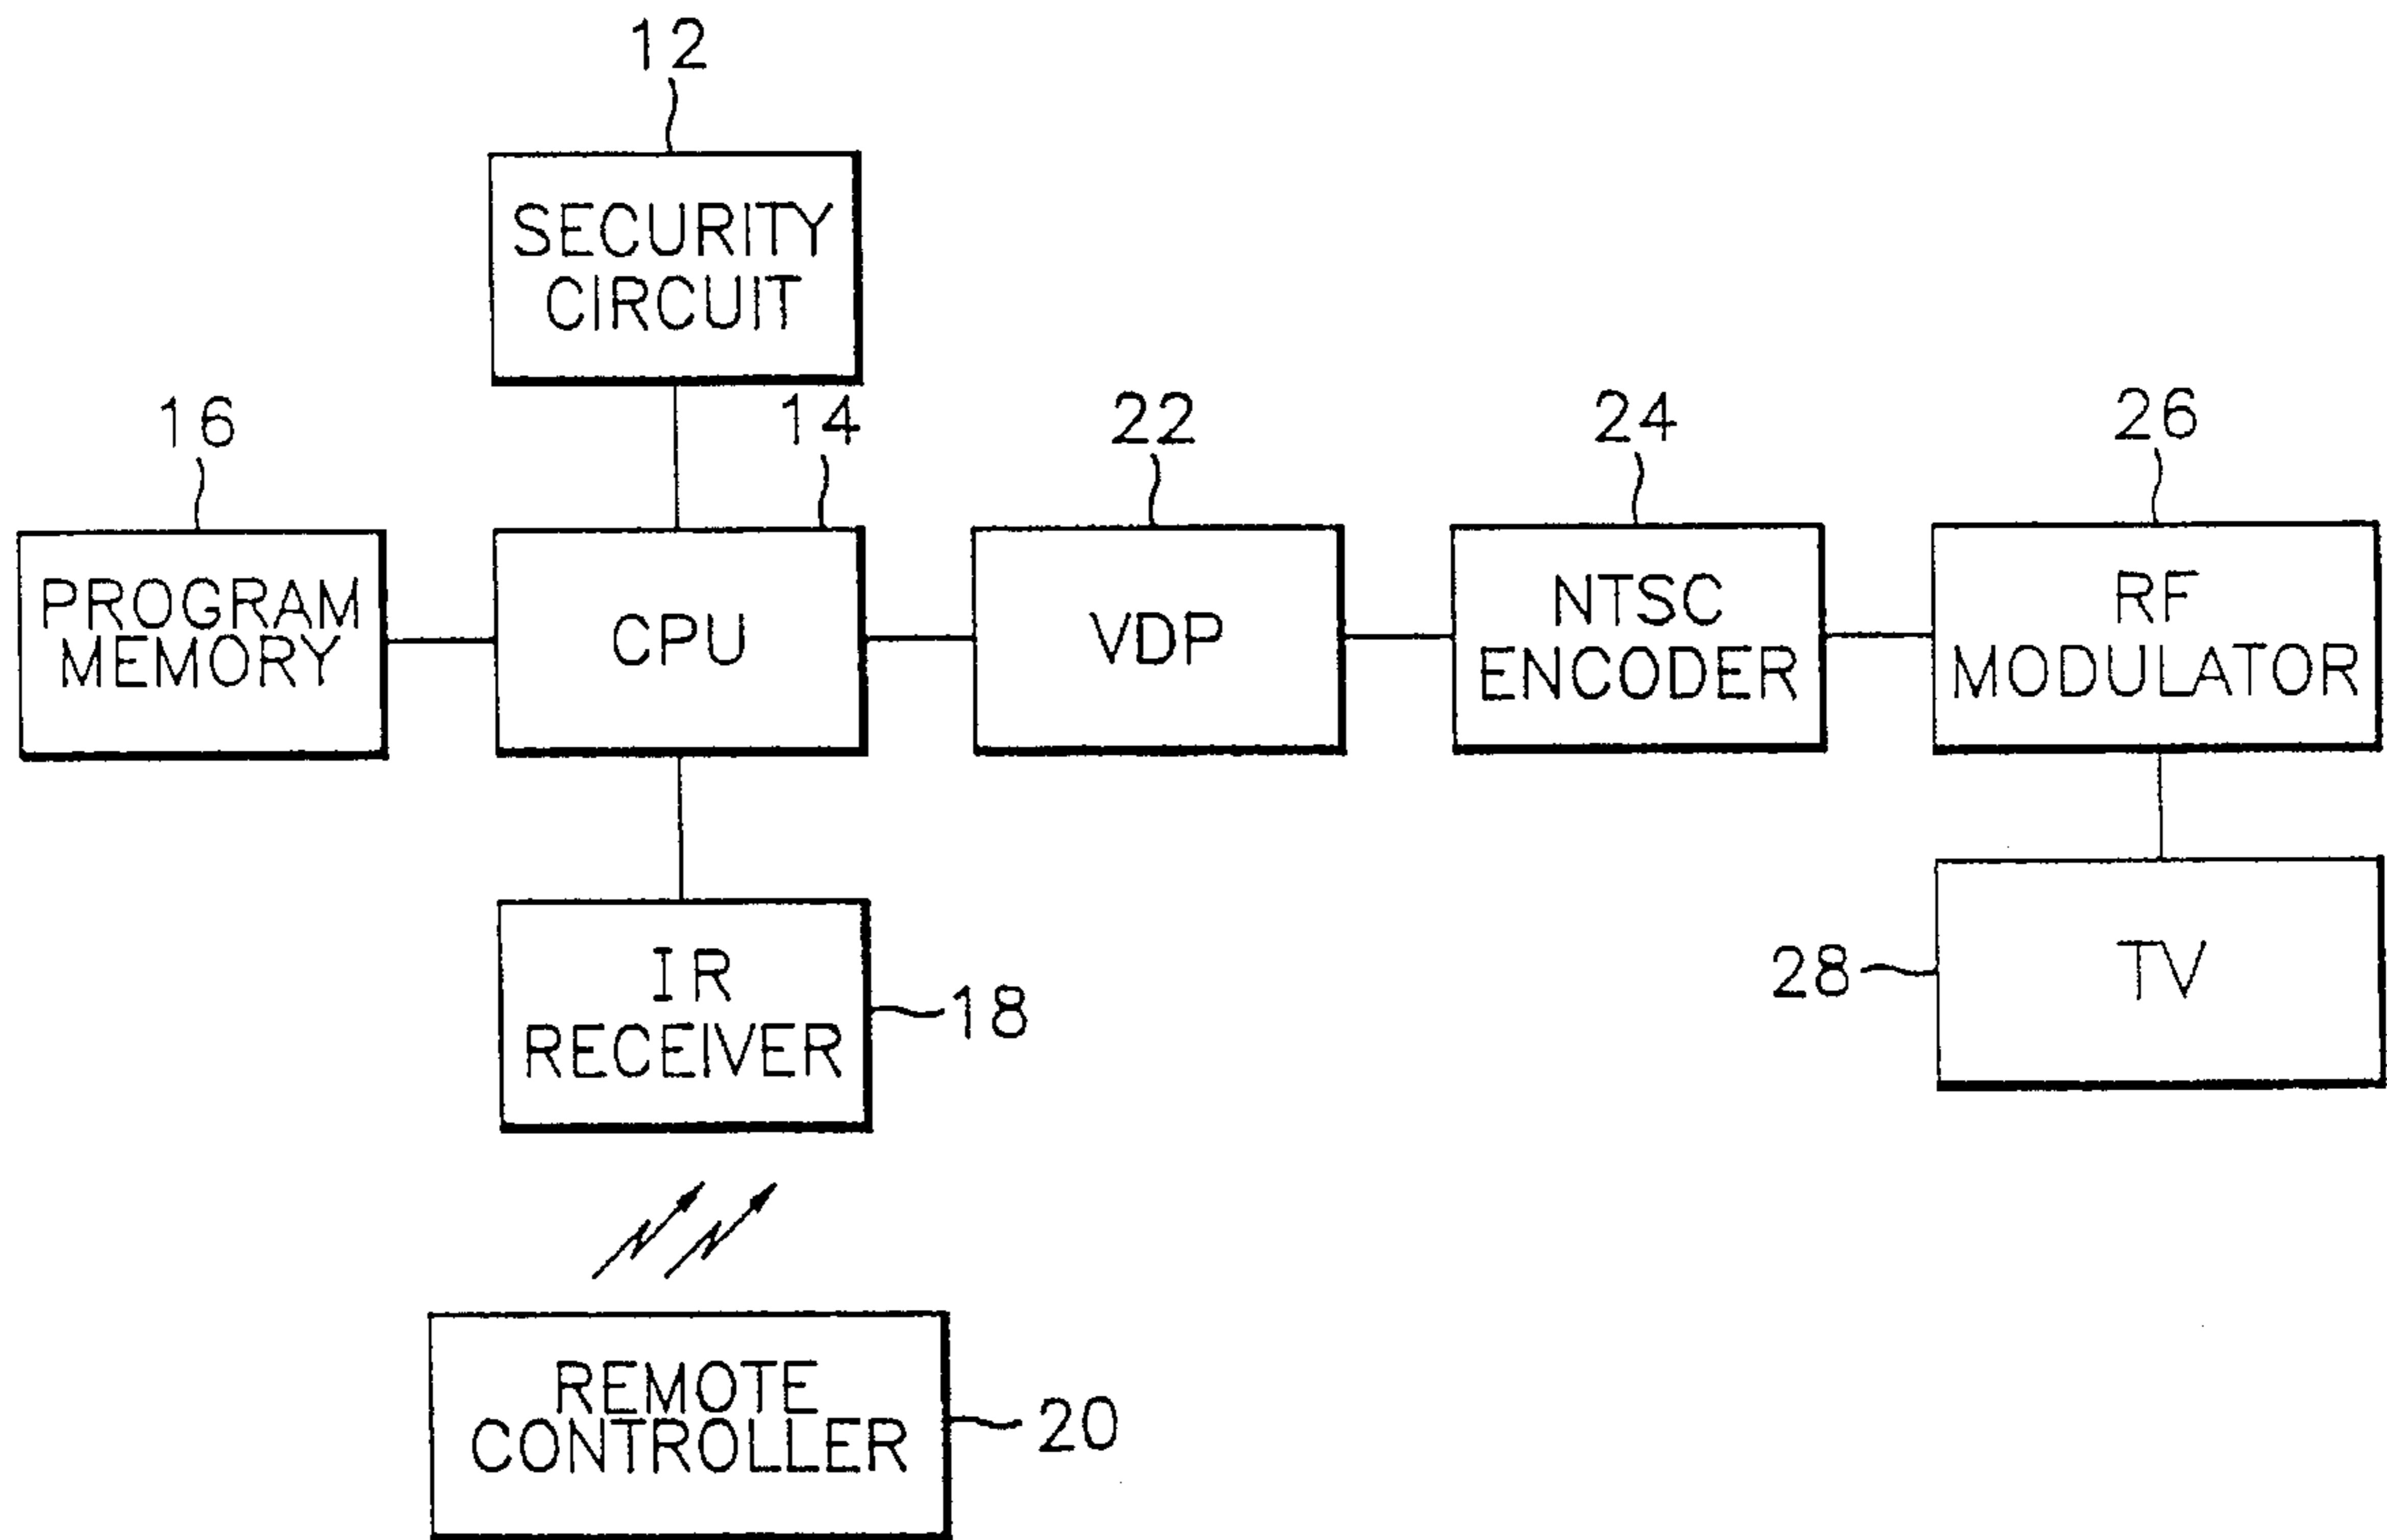 12
SECURITY
CIRCUIT
16
14
22
24
26
PROGRAM
MEMORY
CPU
VDP
NTSC
ENCODER
RF
MODULATOR
IR
RECEIVER
18
28
TV
REMOTE
CONTROLLER
20